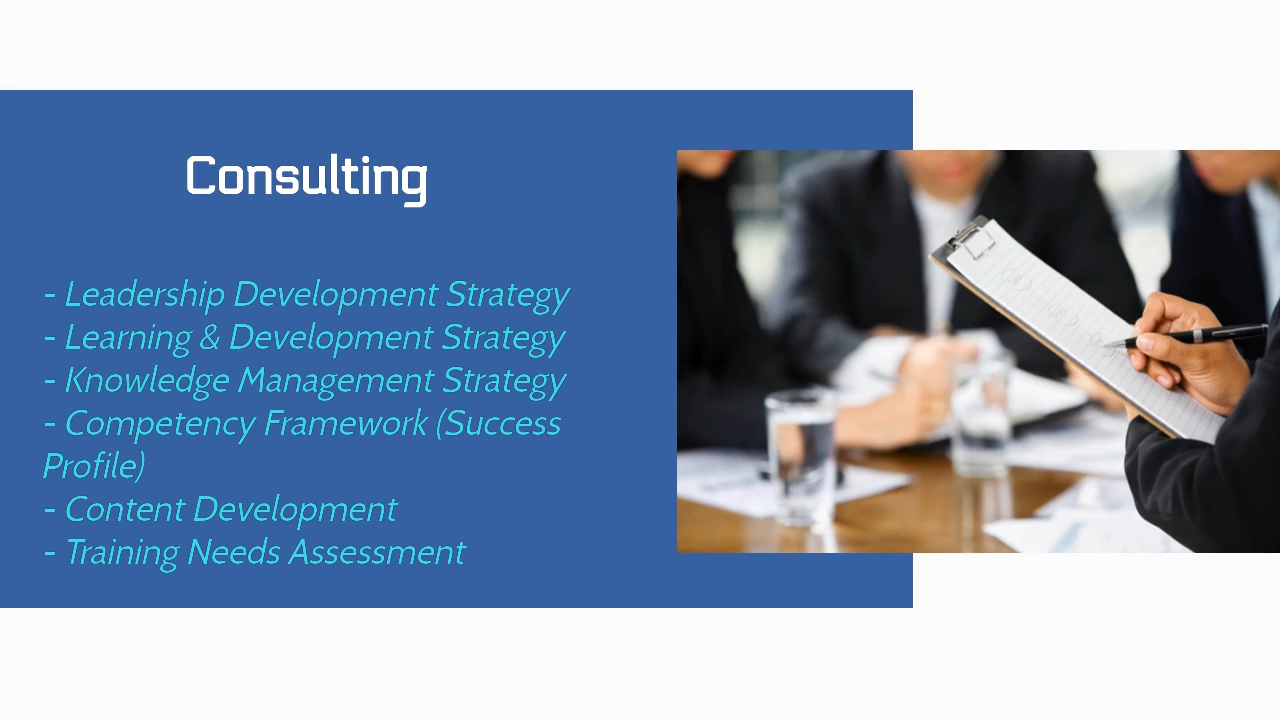 Consulting
- Leadership Development Strategy
- Learning & Development Strategy
- Knowledge Management Strategy
- Competency Framework (Success
Profile)
- Content Development
- Training Needs Assessment